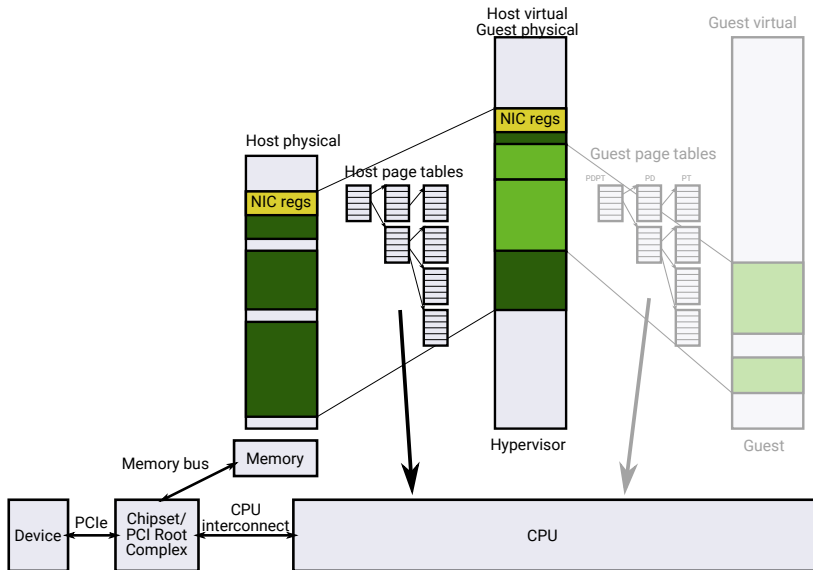 Host virtual
Guest physical
Guest virtual
NIC regs
Host physical
Host page tables
Guest page tables
PDPT
PD
PT
NIC regs
Hypervisor
Guest
Memory bus
Memory
Device
PCIe
Chipset/
PCI Root
Complex
CPU
interconnect
CPU